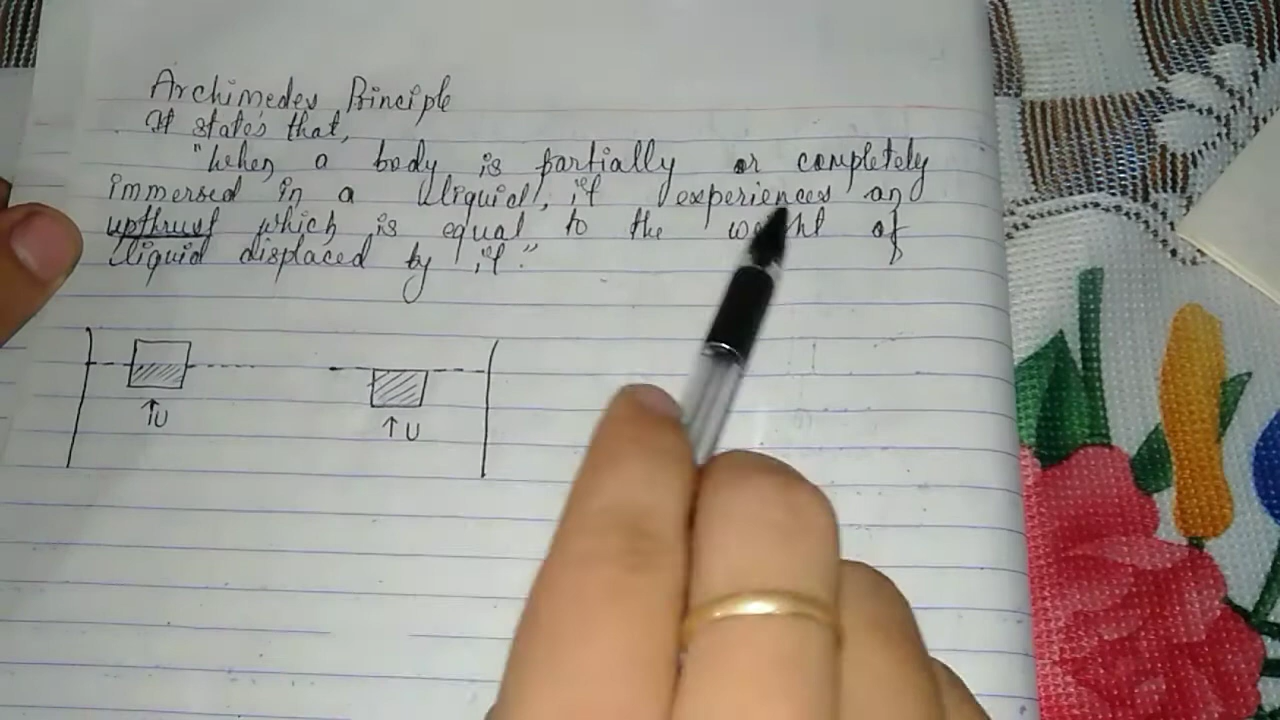 Archimedes Principle
It states that,
"When a body is partially or completely
immersed in a liquid, it experiences an
upthrust which is equal to the weight of
liquid displaced by it."
↑U
↑U